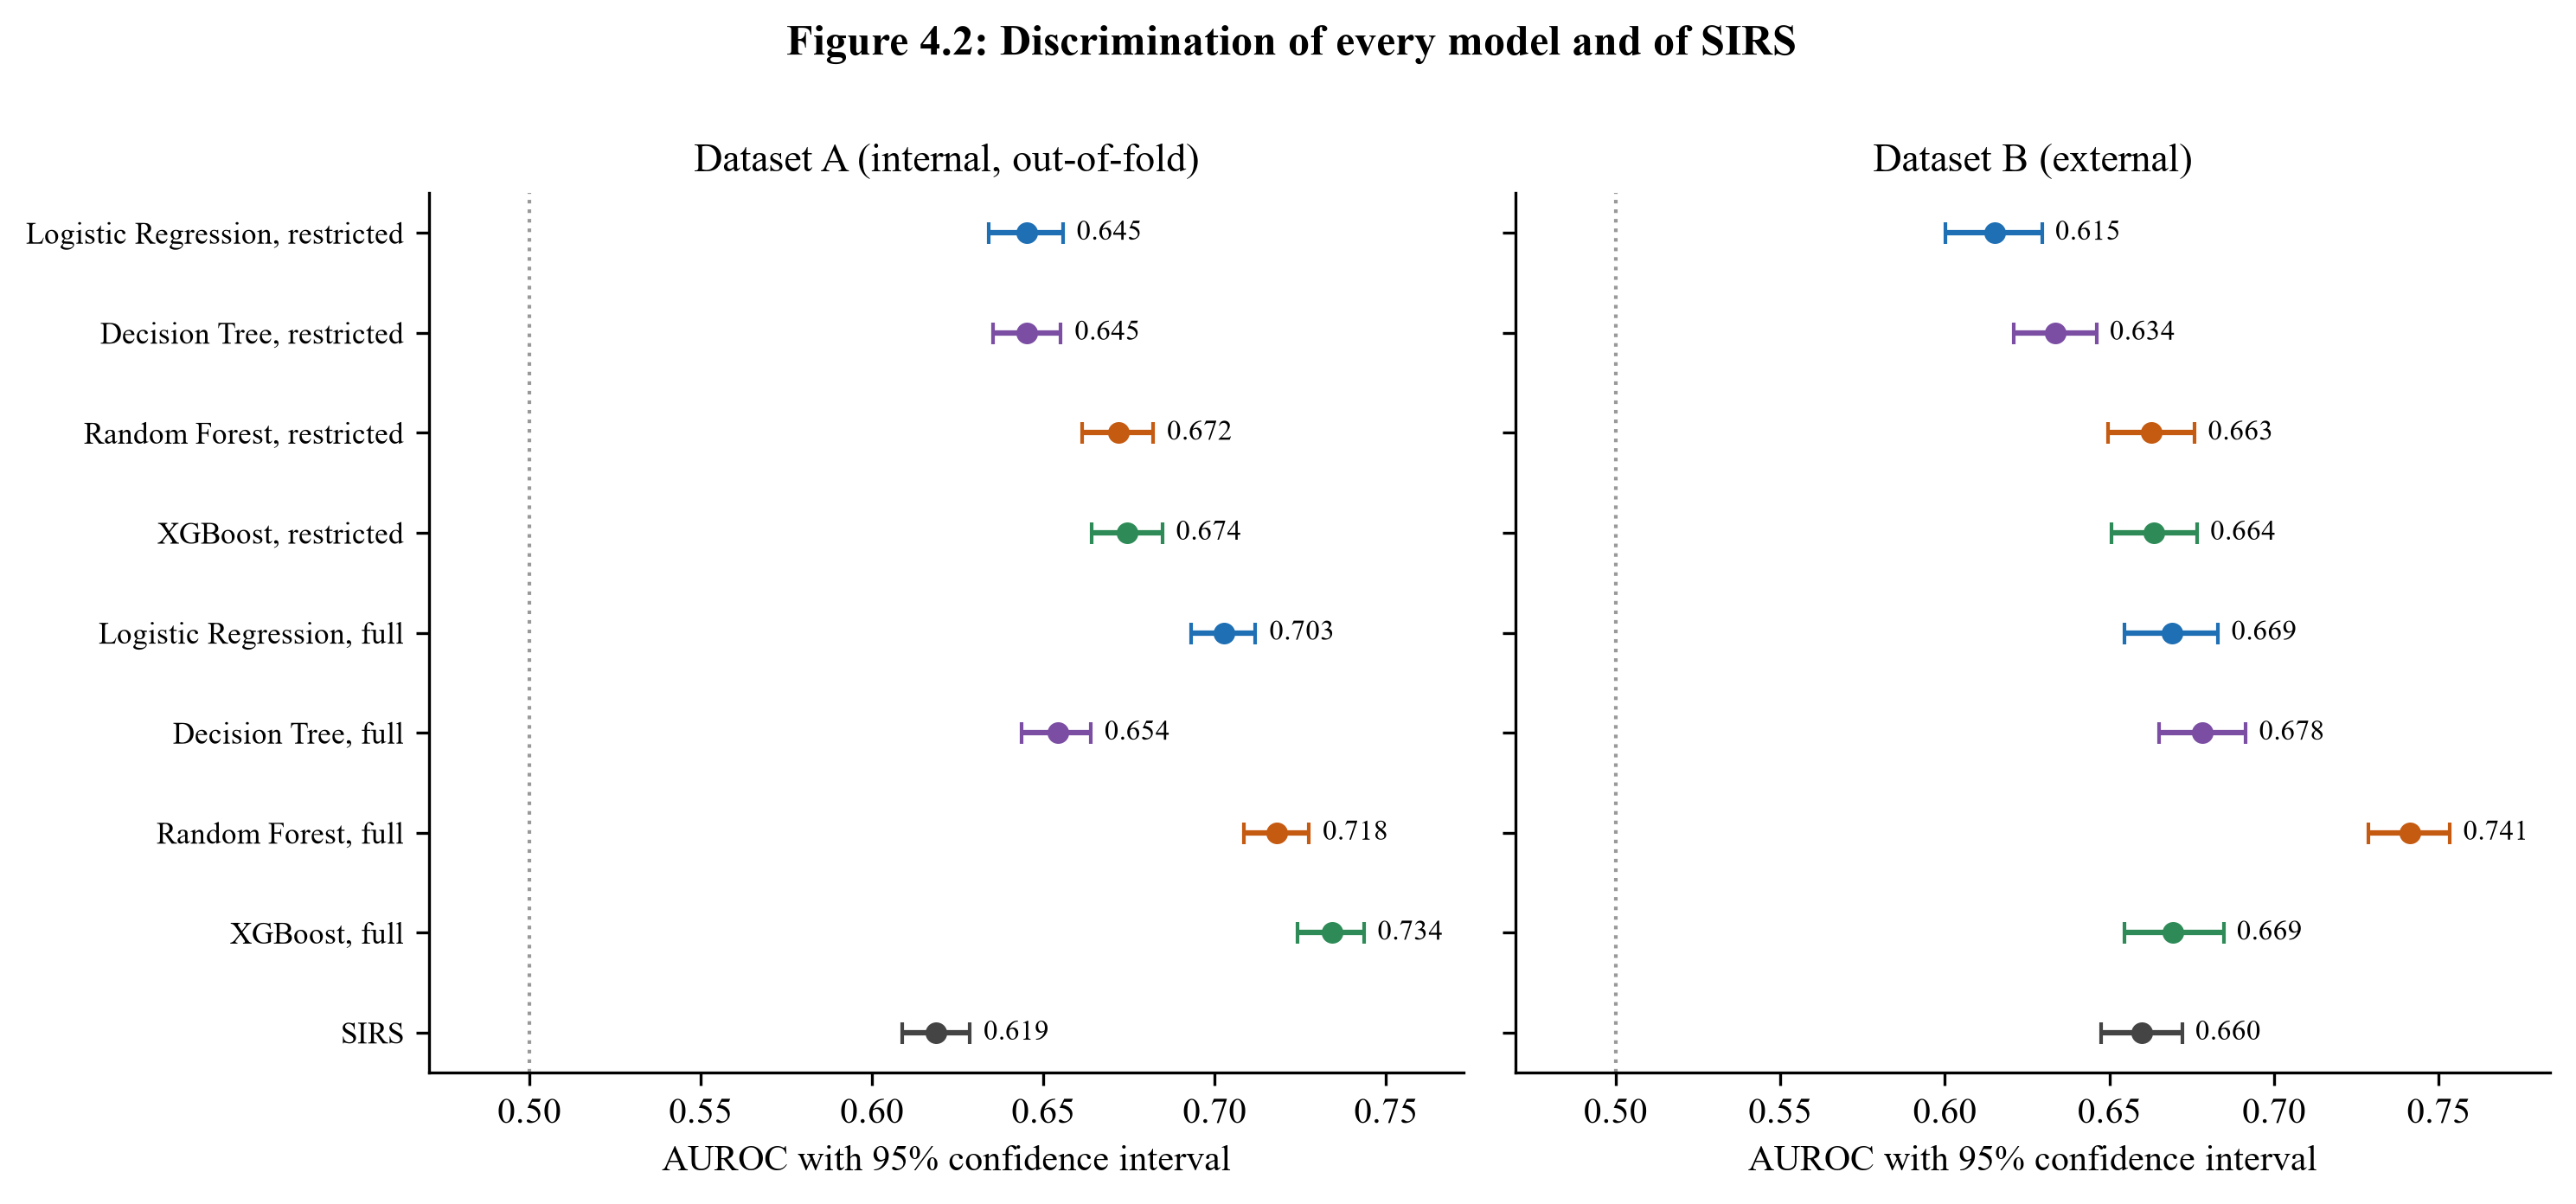 Figure 4.2: Discrimination of every model and of SIRS
Dataset A (internal, out-of-fold)
Dataset B (external)
Logistic Regression, restricted
0.645
0.615
Decision Tree, restricted
0.645
0.634
Random Forest, restricted
0.672
0.663
XGBoost, restricted
0.674
0.664
Logistic Regression, full
0.703
0.669
Decision Tree, full
0.654
0.678
Random Forest, full
0.718
0.741
XGBoost, full
0.734
0.669
SIRS
0.619
0.660
0.50 0.55 0.60 0.65 0.70 0.75
0.50 0.55 0.60 0.65 0.70 0.75
AUROC with 95% confidence interval
AUROC with 95% confidence interval